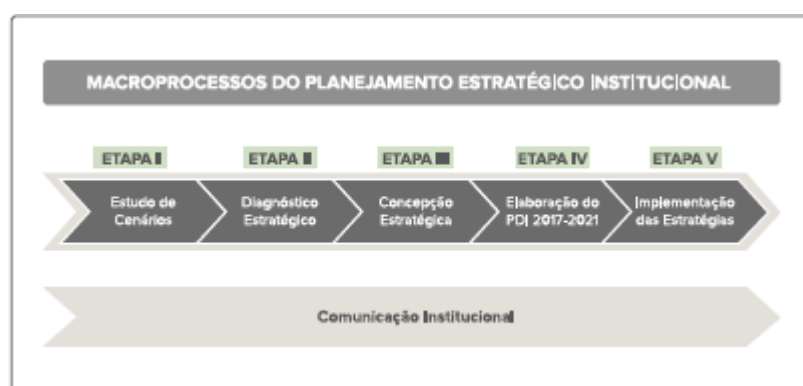 MACROPROCESSOS DO PLANEJAMENTO ESTRATÉGICO INSTITUCIONAL
ETAPA I
ETAPA II
ETAPA III
ETAPA IV
ETAPA V
Estudo de
Cenários
Diagnóstico
Estratégico
Concepção
Estratégica
Elaboração do
PDI 2017-2021
Implementação
das Estratégias
Comunicação Institucional